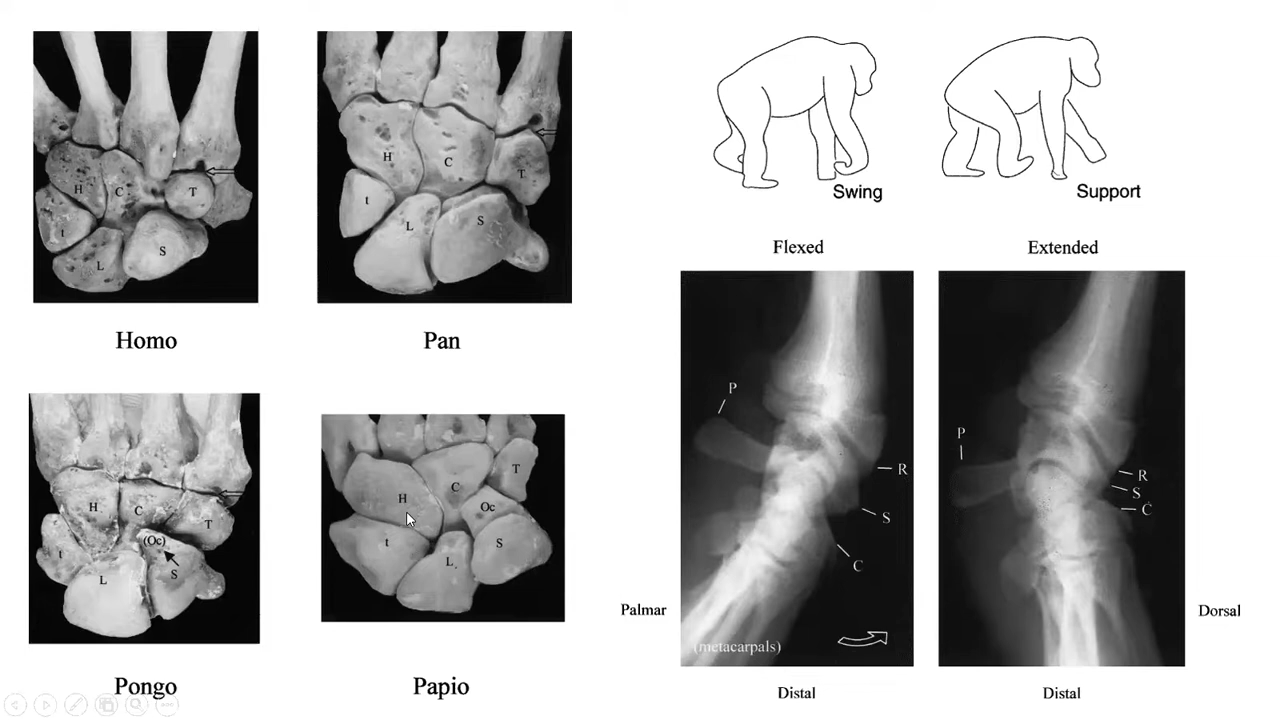 H
C
T
t
L
S
Homo
H
C
T
t
L
S
Pan
H
C
T
(Oc)
t
L
S
Pongo
H
C
T
Oc
t
L
S
Papio
Swing
Support
Flexed
Extended
P
R
S
C
(metacarpals)
P
R
S
C
Palmar
Dorsal
Distal
Distal